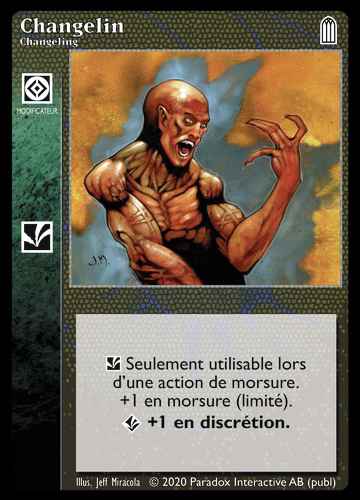 Changelin
Changeling
MODIFICATEUR
J.M.
Seulement utilisable lors
d'une action de morsure.
+1 en morsure (limité).
+1 en discrétion.
Illus. Jeff Miracola © 2020 Paradox Interactive AB (publ)